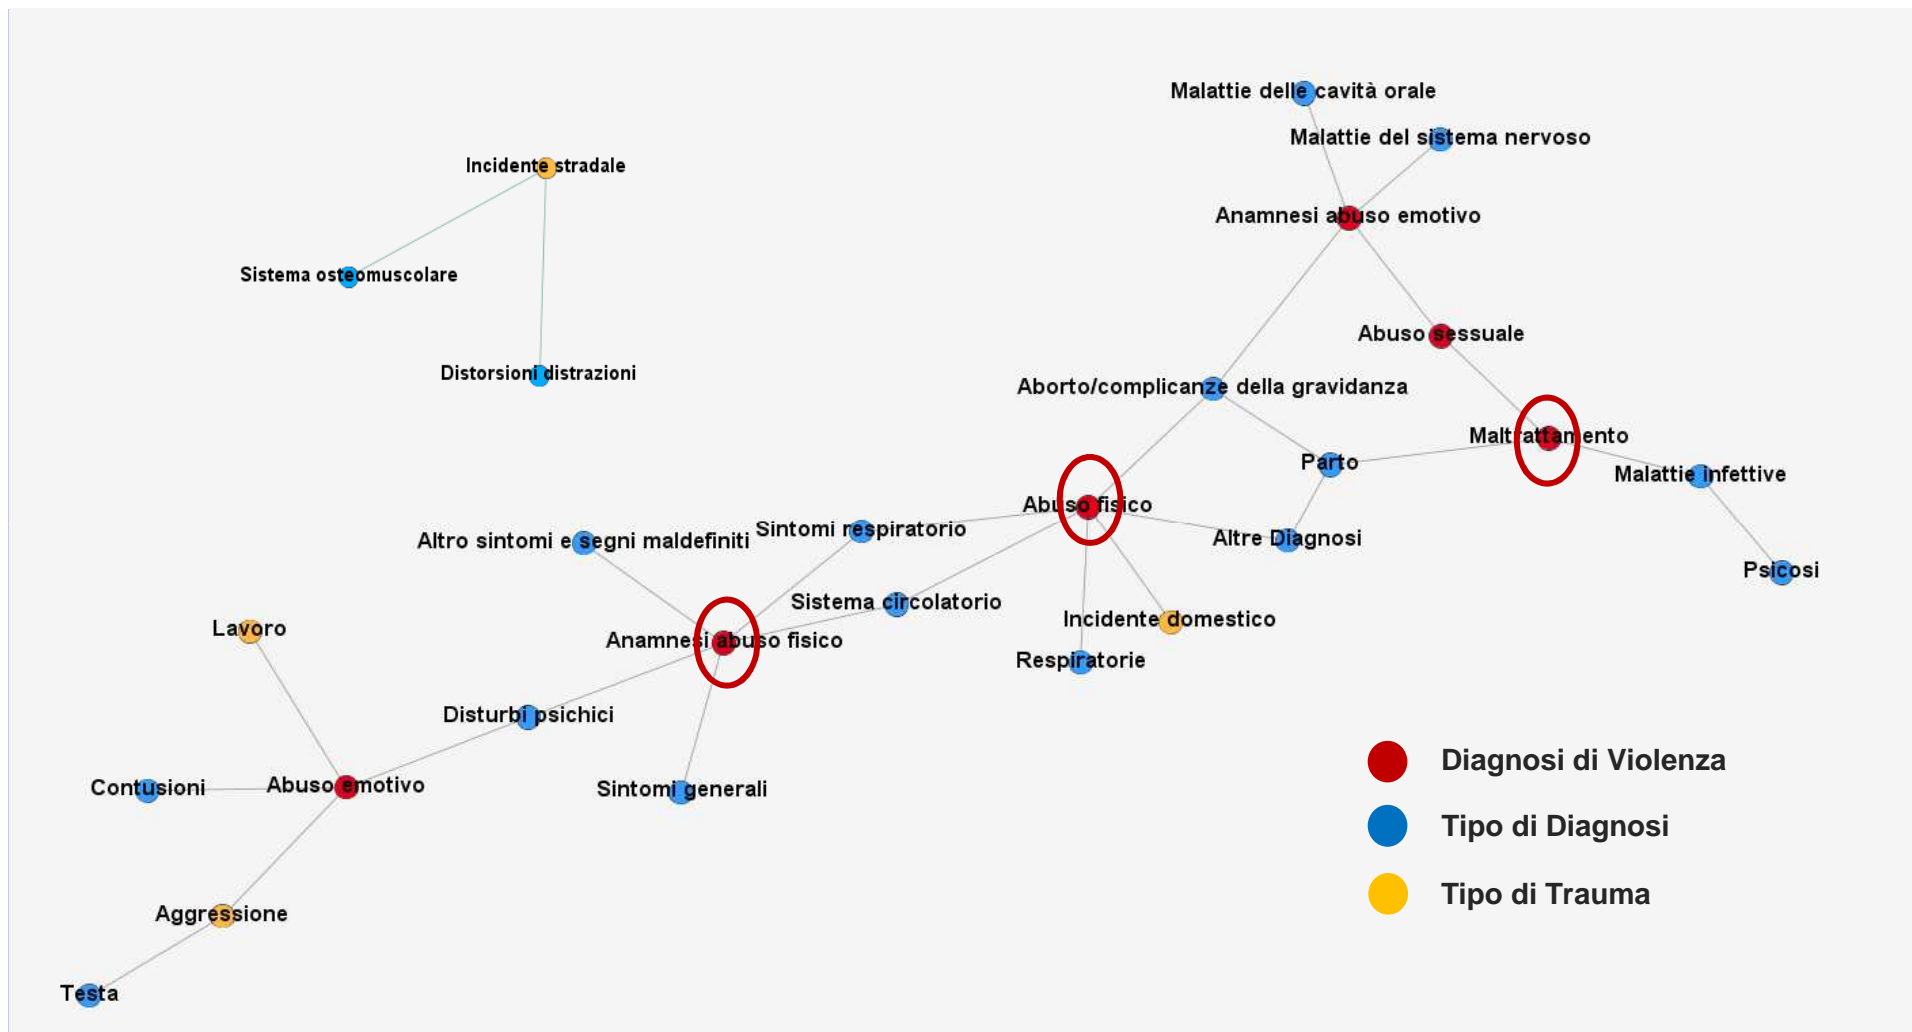 Malattie delle cavità orale
Malattie del sistema nervoso
Incidente stradale
Anamnesi abuso emotivo
Sistema osteomuscolare
Abuso sessuale
Distorsioni distrazioni
Aborto/complicanze della gravidanza
Maltrattamento
Parto
Malattie infettive
Abuso fisico
Sintomi respiratorio
Altro sintomi e segni maldefiniti
Altre Diagnosi
Psicosi
Sistema circolatorio
Incidente domestico
Lavoro
Anamnesi abuso fisico
Respiratorie
Disturbi psichici
Diagnosi di Violenza
Contusioni
Abuso emotivo
Sintomi generali
Tipo di Diagnosi
Tipo di Trauma
Aggressione
Testa